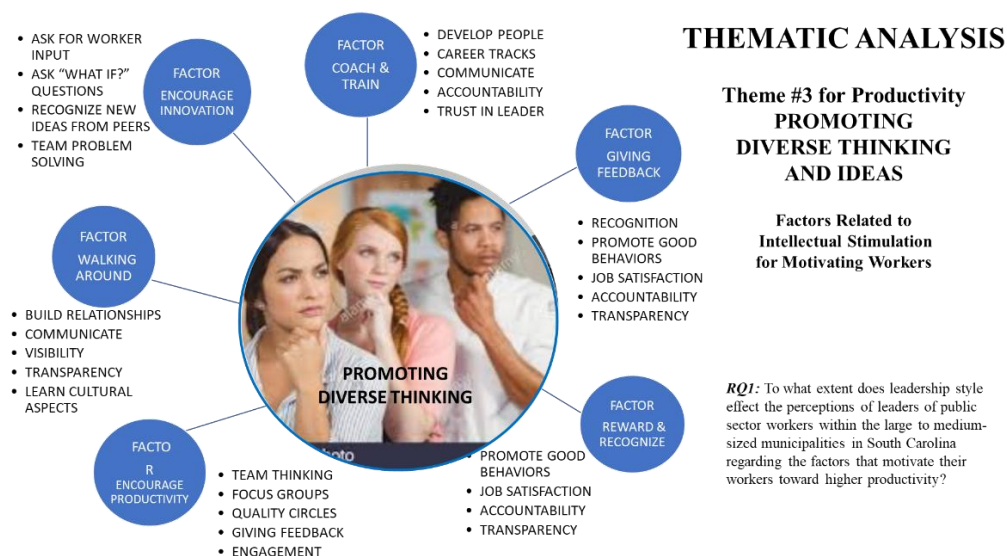 THEMATIC ANALYSIS
Theme #3 for Productivity
PROMOTING
DIVERSE THINKING
AND IDEAS
Factors Related to
Intellectual Stimulation
for Motivating Workers
RQ1: To what extent does leadership style
effect the perceptions of leaders of public
sector workers within the large to medium-
sized municipalities in South Carolina
regarding the factors that motivate their
workers toward higher productivity?
PROMOTING
DIVERSE THINKING
FACTOR
ENCOURAGE
INNOVATION
• ASK FOR WORKER
INPUT
• ASK “WHAT IF?”
QUESTIONS
• RECOGNIZE NEW
IDEAS FROM PEERS
• TEAM PROBLEM
SOLVING
FACTOR
COACH &
TRAIN
• DEVELOP PEOPLE
• CAREER TRACKS
• COMMUNICATE
• ACCOUNTABILITY
• TRUST IN LEADER
FACTOR
GIVING
FEEDBACK
• RECOGNITION
• PROMOTE GOOD
BEHAVIORS
• JOB SATISFACTION
• ACCOUNTABILITY
• TRANSPARENCY
FACTOR
REWARD &
RECOGNIZE
PROMOTE GOOD
BEHAVIORS
• JOB SATISFACTION
• ACCOUNTABILITY
• TRANSPARENCY
FACTO
R
ENCOURAGE
PRODUCTIVITY
• TEAM THINKING
• FOCUS GROUPS
• QUALITY CIRCLES
• GIVING FEEDBACK
• ENGAGEMENT
FACTOR
WALKING
AROUND
• BUILD RELATIONSHIPS
• COMMUNICATE
• VISIBILITY
• TRANSPARENCY
• LEARN CULTURAL
ASPECTS